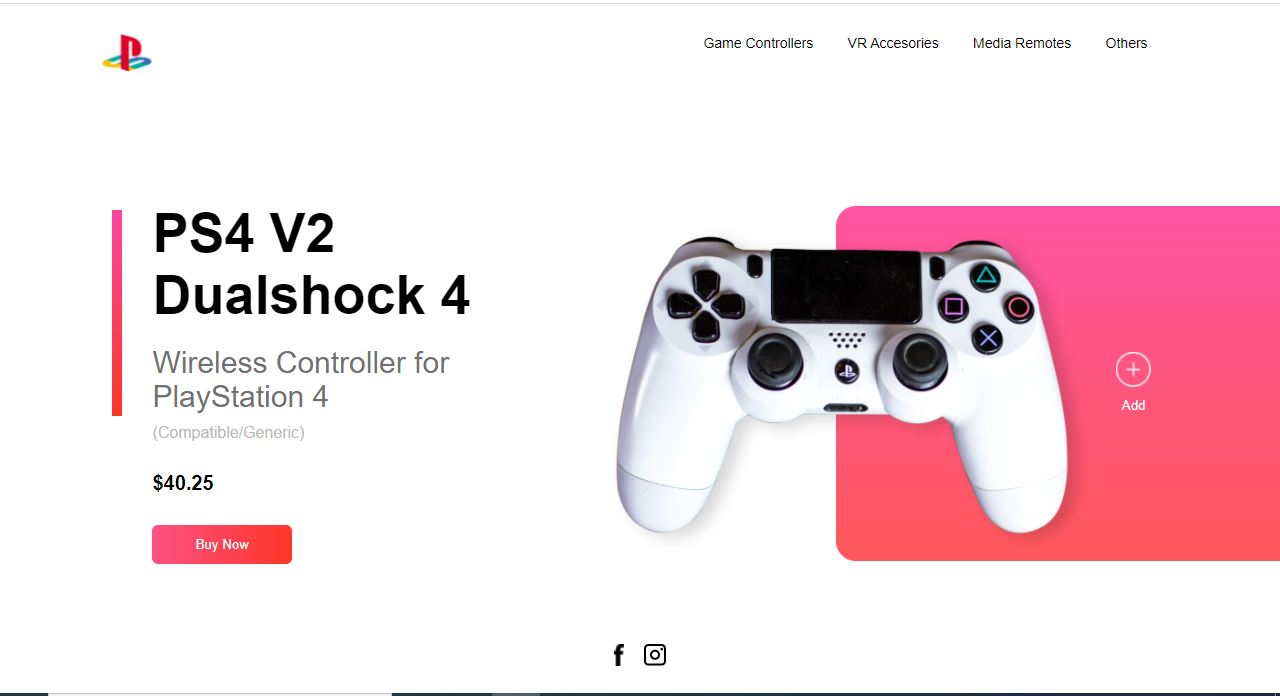 Game Controllers VR Accesories Media Remotes Others
PS4 V2
Dualshock 4
Wireless Controller for
PlayStation 4
(Compatible/Generic)
$40.25
Buy Now
Add